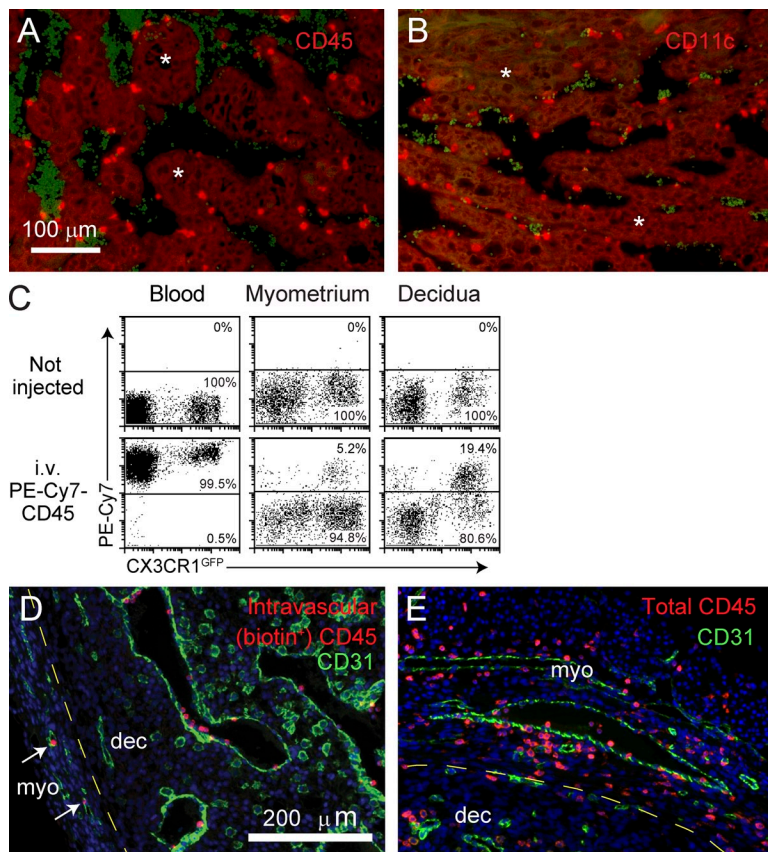 A
CD45
*
*
100 μm
B
CD11c
*
*
C
Blood
Myometrium
Decidua
Not
injected
0%
100%
0%
100%
0%
100%
i.v.
PE-Cy7-
CD45
PE-Cy7
99.5%
0.5%
5.2%
94.8%
19.4%
80.6%
CX3CR1GFP
D
Intravascular
(biotin+) CD45
CD31
dec
myo
200 μm
E
Total CD45
CD31
myo
dec